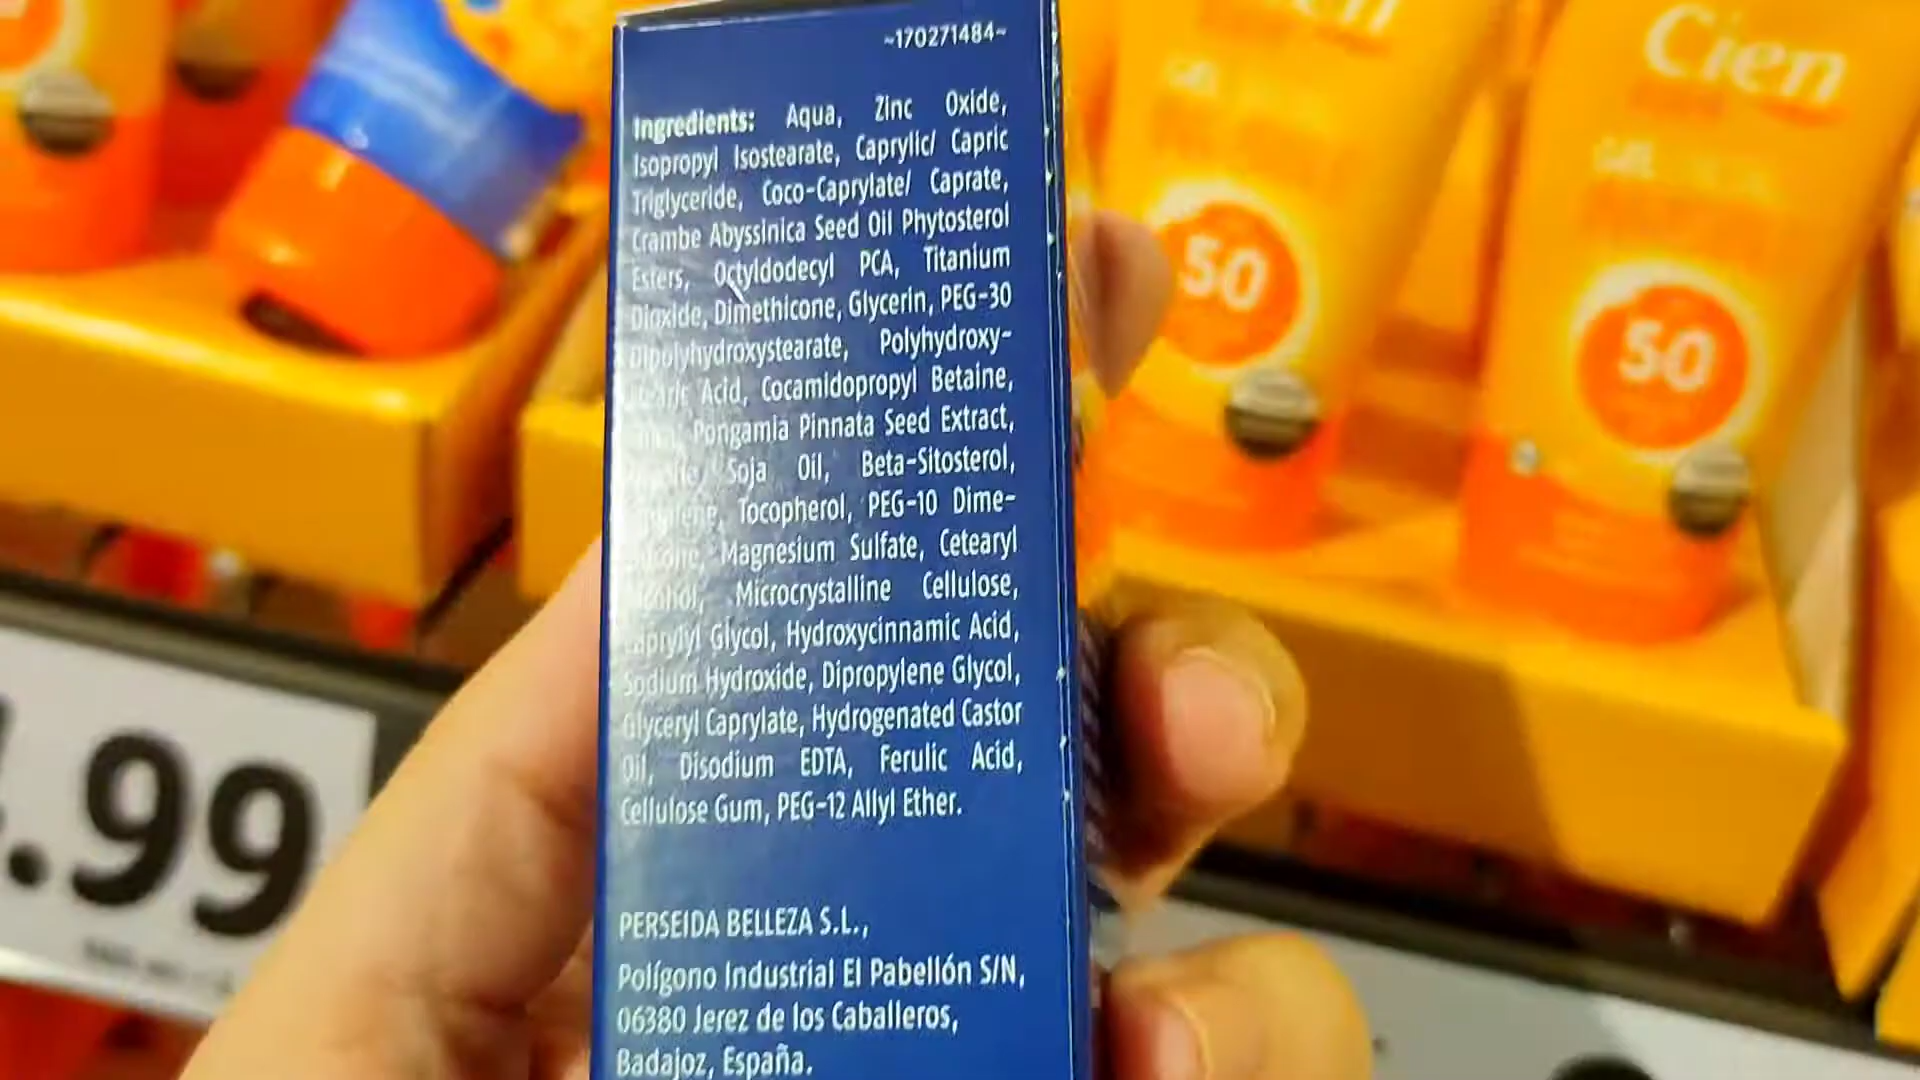 ~170271484~
Ingredients: Aqua, Zinc Oxide,
Isopropyl Isostearate, Caprylic/ Capric
Triglyceride, Coco-Caprylate/ Caprate,
Crambe Abyssinica Seed Oil Phytosterol
Esters, Octyldodecyl PCA, Titanium
Dioxide, Dimethicone, Glycerin, PEG-30
Dipolyhydroxystearate, Polyhydroxy-
Acid, Cocamidopropyl Betaine,
Pongamia Pinnata Seed Extract,
Soja Oil, Beta-Sitosterol,
Tocopherol, PEG-10 Dime-
Magnesium Sulfate, Cetearyl
Microcrystalline Cellulose,
Caprylyl Glycol, Hydroxycinnamic Acid,
Sodium Hydroxide, Dipropylene Glycol,
Glyceryl Caprylate, Hydrogenated Castor
Oil, Disodium EDTA, Ferulic Acid,
Cellulose Gum, PEG-12 Allyl Ether.
PERSEIDA BELLEZA S.L.,
Polígono Industrial El Pabellón S/N,
06380 Jerez de los Caballeros,
Badajoz, España.
Cien
GEL
50
50
.99